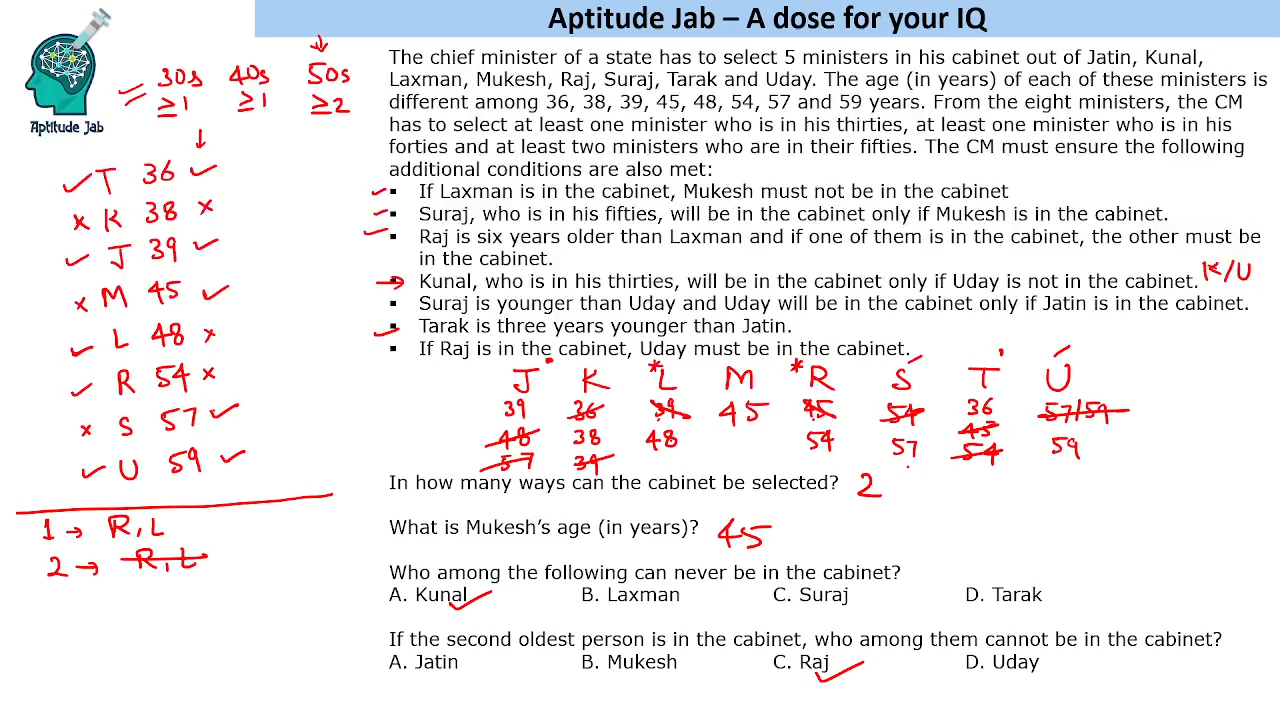 Aptitude Jab – A dose for your IQ
Aptitude Jab
30s 40s 50s
≥1 ≥1 ≥2
The chief minister of a state has to select 5 ministers in his cabinet out of Jatin, Kunal,
Laxman, Mukesh, Raj, Suraj, Tarak and Uday. The age (in years) of each of these ministers is
different among 36, 38, 39, 45, 48, 54, 57 and 59 years. From the eight ministers, the CM
has to select at least one minister who is in his thirties, at least one minister who is in his
forties and at least two ministers who are in their fifties. The CM must ensure the following
additional conditions are also met:
▪ If Laxman is in the cabinet, Mukesh must not be in the cabinet
▪ Suraj, who is in his fifties, will be in the cabinet only if Mukesh is in the cabinet.
▪ Raj is six years older than Laxman and if one of them is in the cabinet, the other must be
in the cabinet.
▪ Kunal, who is in his thirties, will be in the cabinet only if Uday is not in the cabinet. K/U
▪ Suraj is younger than Uday and Uday will be in the cabinet only if Jatin is in the cabinet.
▪ Tarak is three years younger than Jatin.
▪ If Raj is in the cabinet, Uday must be in the cabinet.
✓ T 36 ✓
× K 38 ×
✓ J 39 ✓
× M 45 ✓
✓ L 48 ×
✓ R 54 ×
× S 57 ✓
✓ U 59 ✓
1 → R, L
2 → R, L
J K *L M *R S T U
39 36 39 45 45 54 36 57/59
48 38 48 54 57 45 59
57 39 54
In how many ways can the cabinet be selected? 2
What is Mukesh's age (in years)? 45
Who among the following can never be in the cabinet?
A. Kunal B. Laxman C. Suraj D. Tarak
If the second oldest person is in the cabinet, who among them cannot be in the cabinet?
A. Jatin B. Mukesh C. Raj D. Uday